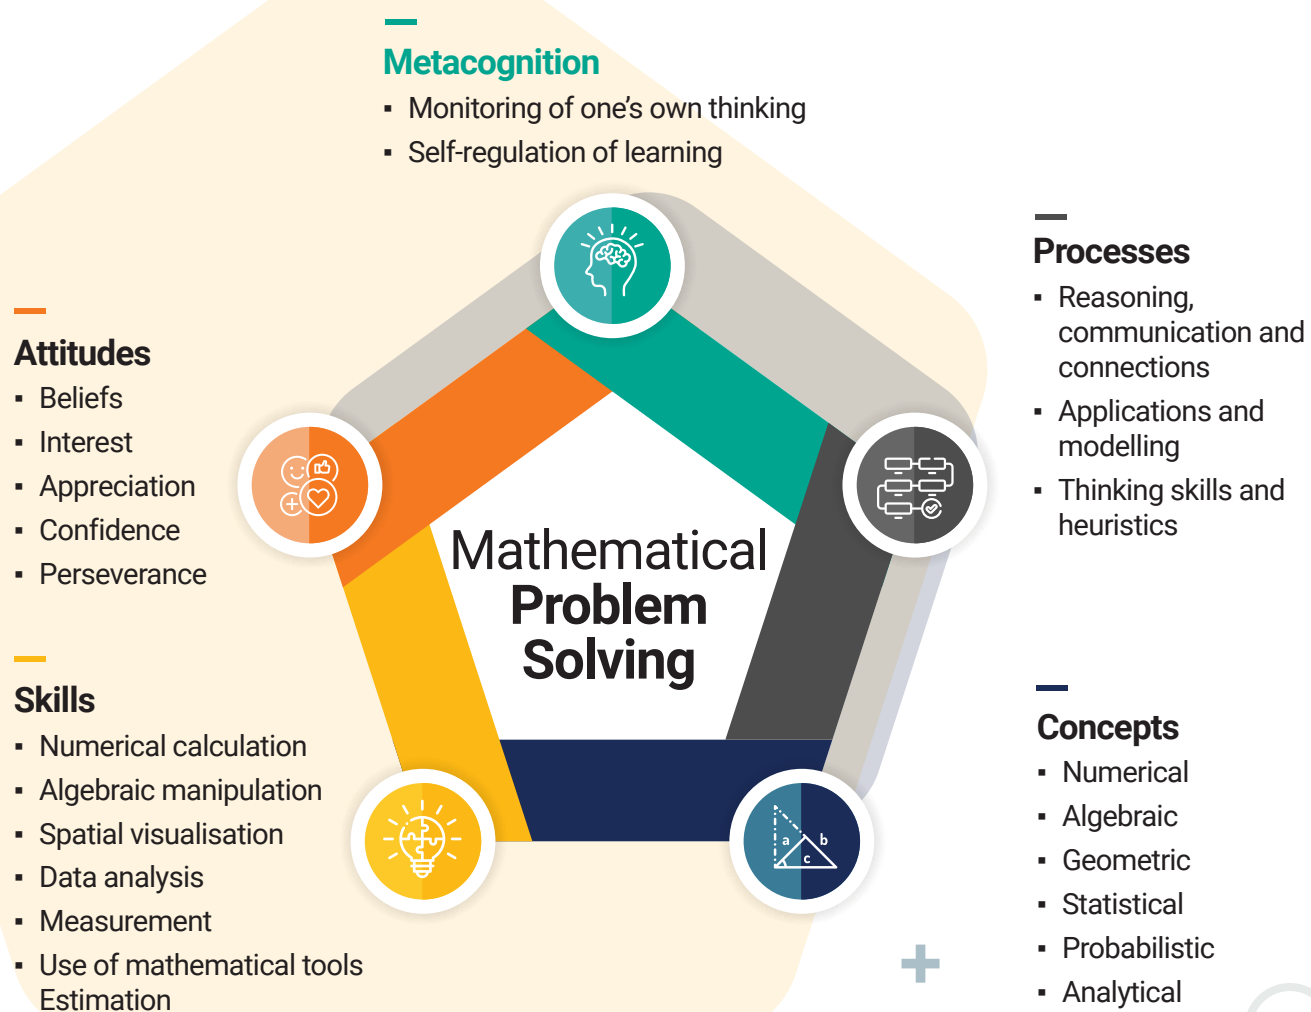 Metacognition
▪ Monitoring of one's own thinking
▪ Self-regulation of learning
Processes
▪ Reasoning,
communication and
connections
▪ Applications and
modelling
▪ Thinking skills and
heuristics
Attitudes
▪ Beliefs
▪ Interest
▪ Appreciation
▪ Confidence
▪ Perseverance
Mathematical
Problem
Solving
Skills
▪ Numerical calculation
▪ Algebraic manipulation
▪ Spatial visualisation
▪ Data analysis
▪ Measurement
▪ Use of mathematical tools
Estimation
a b
c
Concepts
▪ Numerical
▪ Algebraic
▪ Geometric
▪ Statistical
▪ Probabilistic
▪ Analytical